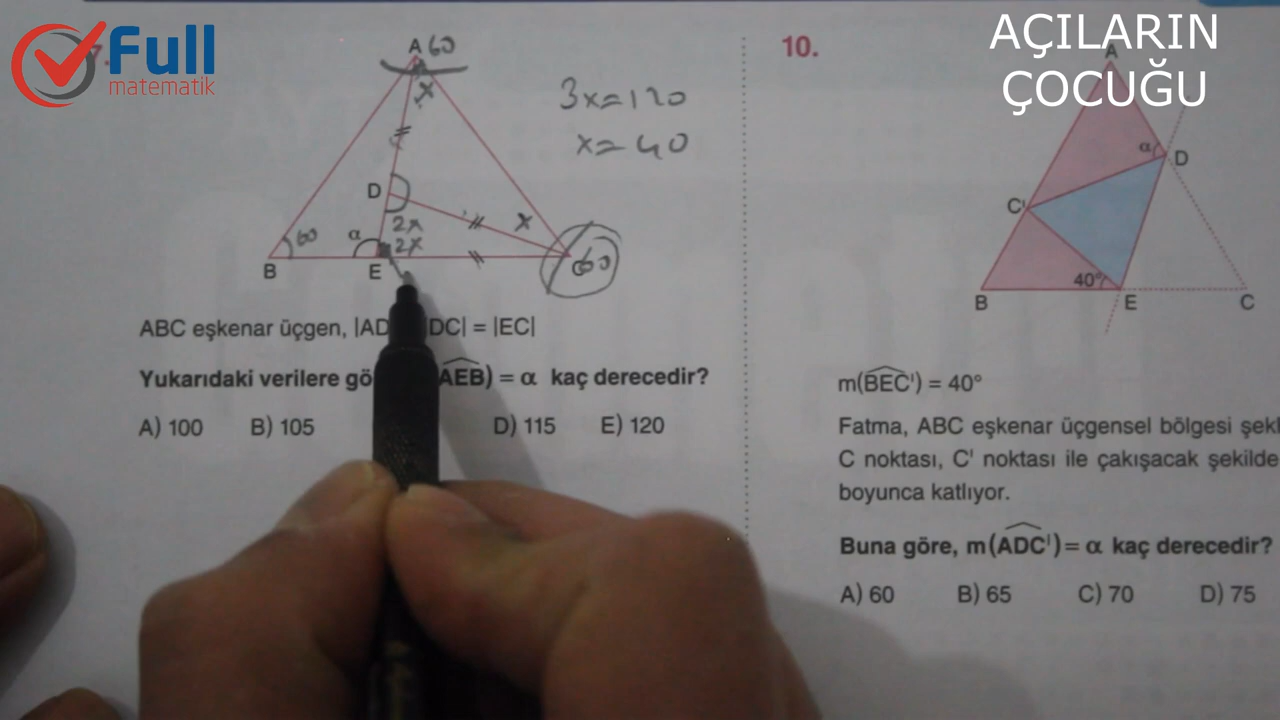 Full
matematik
AÇILARIN
ÇOCUĞU
7.
A 60
x
3x=120
x=40
D
2x
x
60
α
2x
60
B
E
ABC eşkenar üçgen, |AD DC| = |EC|
Yukarıdaki verilere gö AEB) = α kaç derecedir?
A) 100 B) 105 D) 115 E) 120
10.
A
α
D
C'
40°
B
E
C
m(BEC') = 40°
Fatma, ABC eşkenar üçgensel bölgesi şekl
C noktası, C' noktası ile çakışacak şekilde
boyunca katlıyor.
Buna göre, m(ADC') = α kaç derecedir?
A) 60 B) 65 C) 70 D) 75